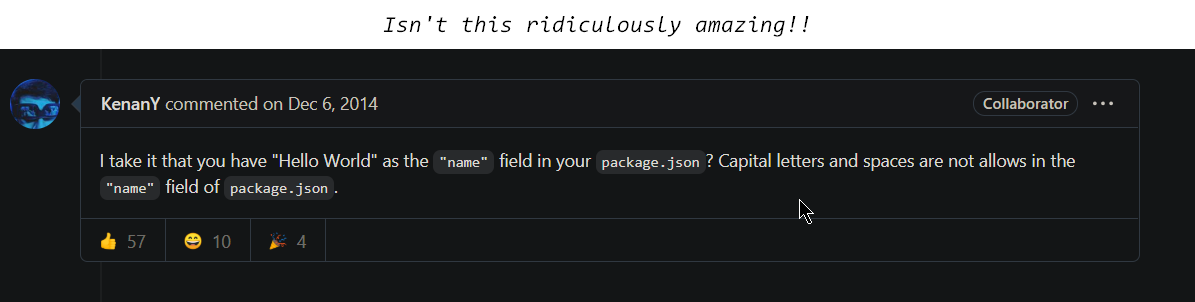 Isn't this ridiculously amazing!!
KenanY commented on Dec 6, 2014
Collaborator
I take it that you have "Hello World" as the "name" field in your package.json? Capital letters and spaces are not allows in the
"name" field of package.json.
👍 57 😄 10 🎉 4